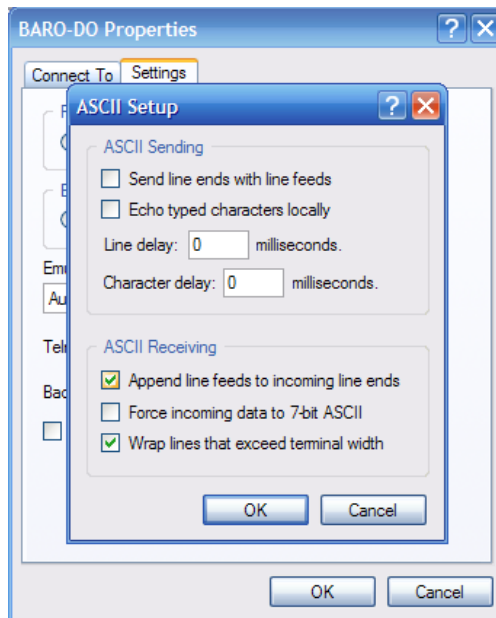 BARO-DO Properties
Connect To Settings
ASCII Setup
ASCII Sending
Send line ends with line feeds
Echo typed characters locally
Line delay: 0 milliseconds.
Character delay: 0 milliseconds.
ASCII Receiving
Append line feeds to incoming line ends
Force incoming data to 7-bit ASCII
Wrap lines that exceed terminal width
OK Cancel
OK Cancel